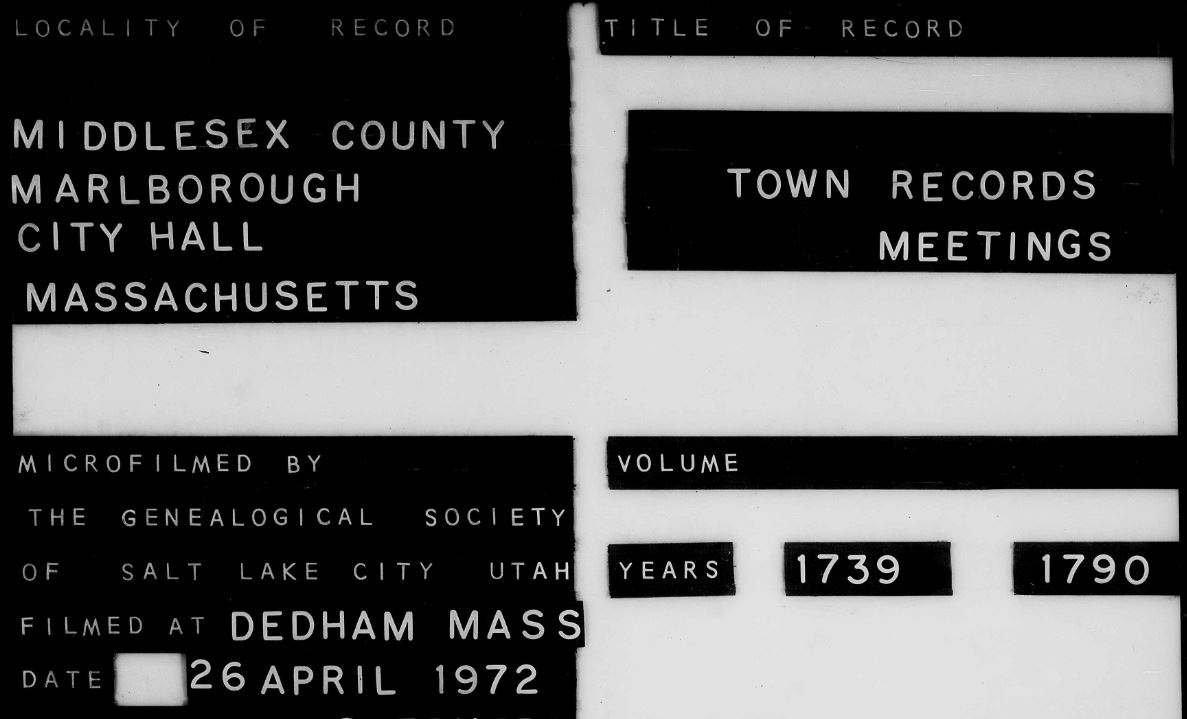 LOCALITY OF RECORD
MIDDLESEX COUNTY
MARLBOROUGH
CITY HALL
MASSACHUSETTS
MICROFILMED BY
THE GENEALOGICAL SOCIETY
OF SALT LAKE CITY UTAH
FILMED AT DEDHAM MASS
DATE 26 APRIL 1972
TITLE OF RECORD
TOWN RECORDS
MEETINGS
VOLUME
YEARS 1739 1790